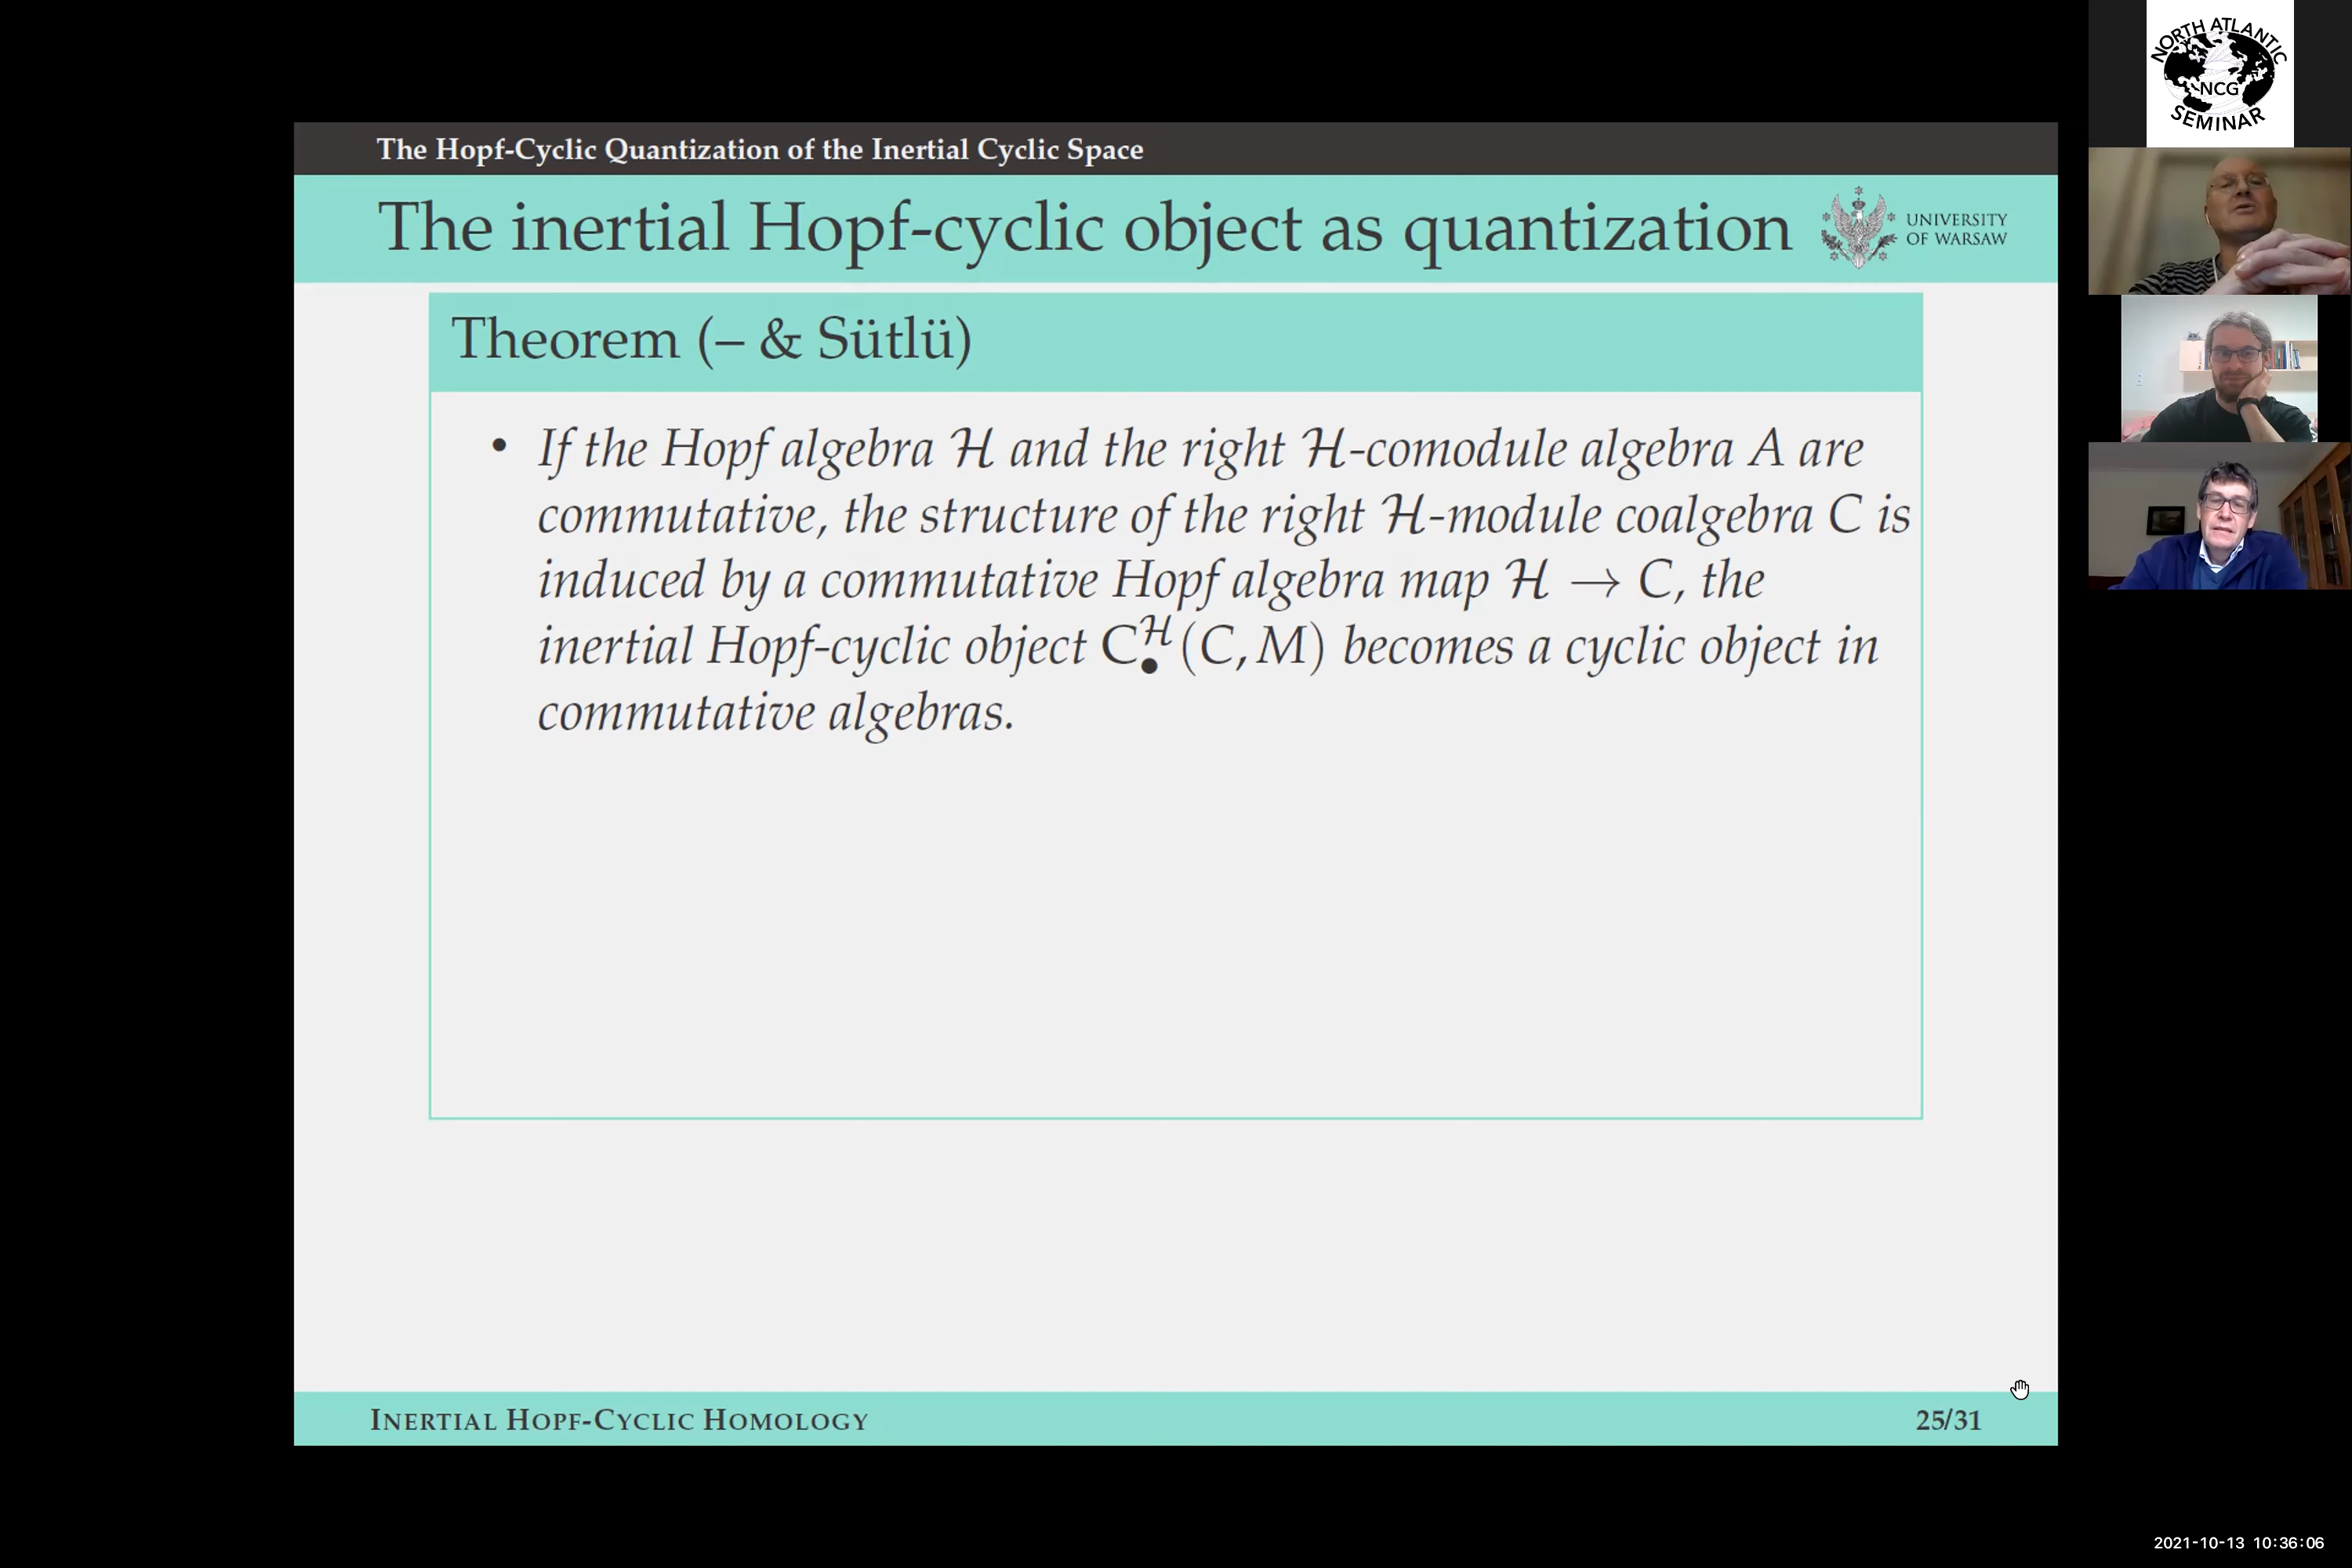 The Hopf-Cyclic Quantization of the Inertial Cyclic Space
The inertial Hopf-cyclic object as quantization
UNIVERSITY
OF WARSAW
Theorem (– & Sütlü)
• If the Hopf algebra ℋ and the right ℋ-comodule algebra A are
commutative, the structure of the right ℋ-module coalgebra C is
induced by a commutative Hopf algebra map ℋ → C, the
inertial Hopf-cyclic object C^ℋ_•(C, M) becomes a cyclic object in
commutative algebras.
INERTIAL HOPF-CYCLIC HOMOLOGY
25/31
NORTH ATLANTIC
NCG
SEMINAR
2021-10-13 10:36:06